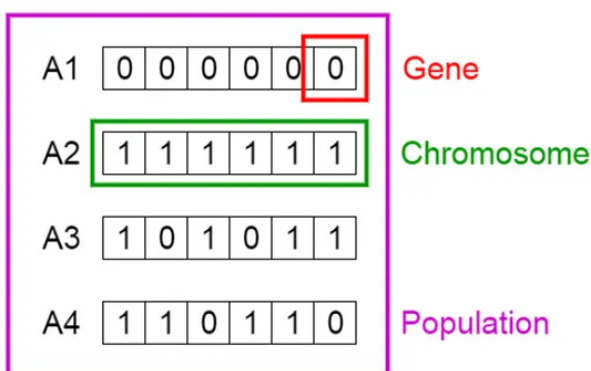 A1 0 0 0 0 0 0 Gene
A2 1 1 1 1 1 1 Chromosome
A3 1 0 1 0 1 1
A4 1 1 0 1 1 0 Population